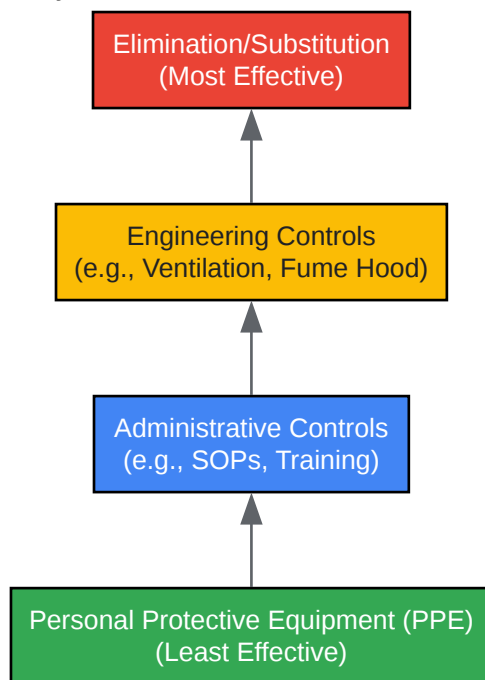 Elimination/Substitution
(Most Effective)
Engineering Controls
(e.g., Ventilation, Fume Hood)
Administrative Controls
(e.g., SOPs, Training)
Personal Protective Equipment (PPE)
(Least Effective)